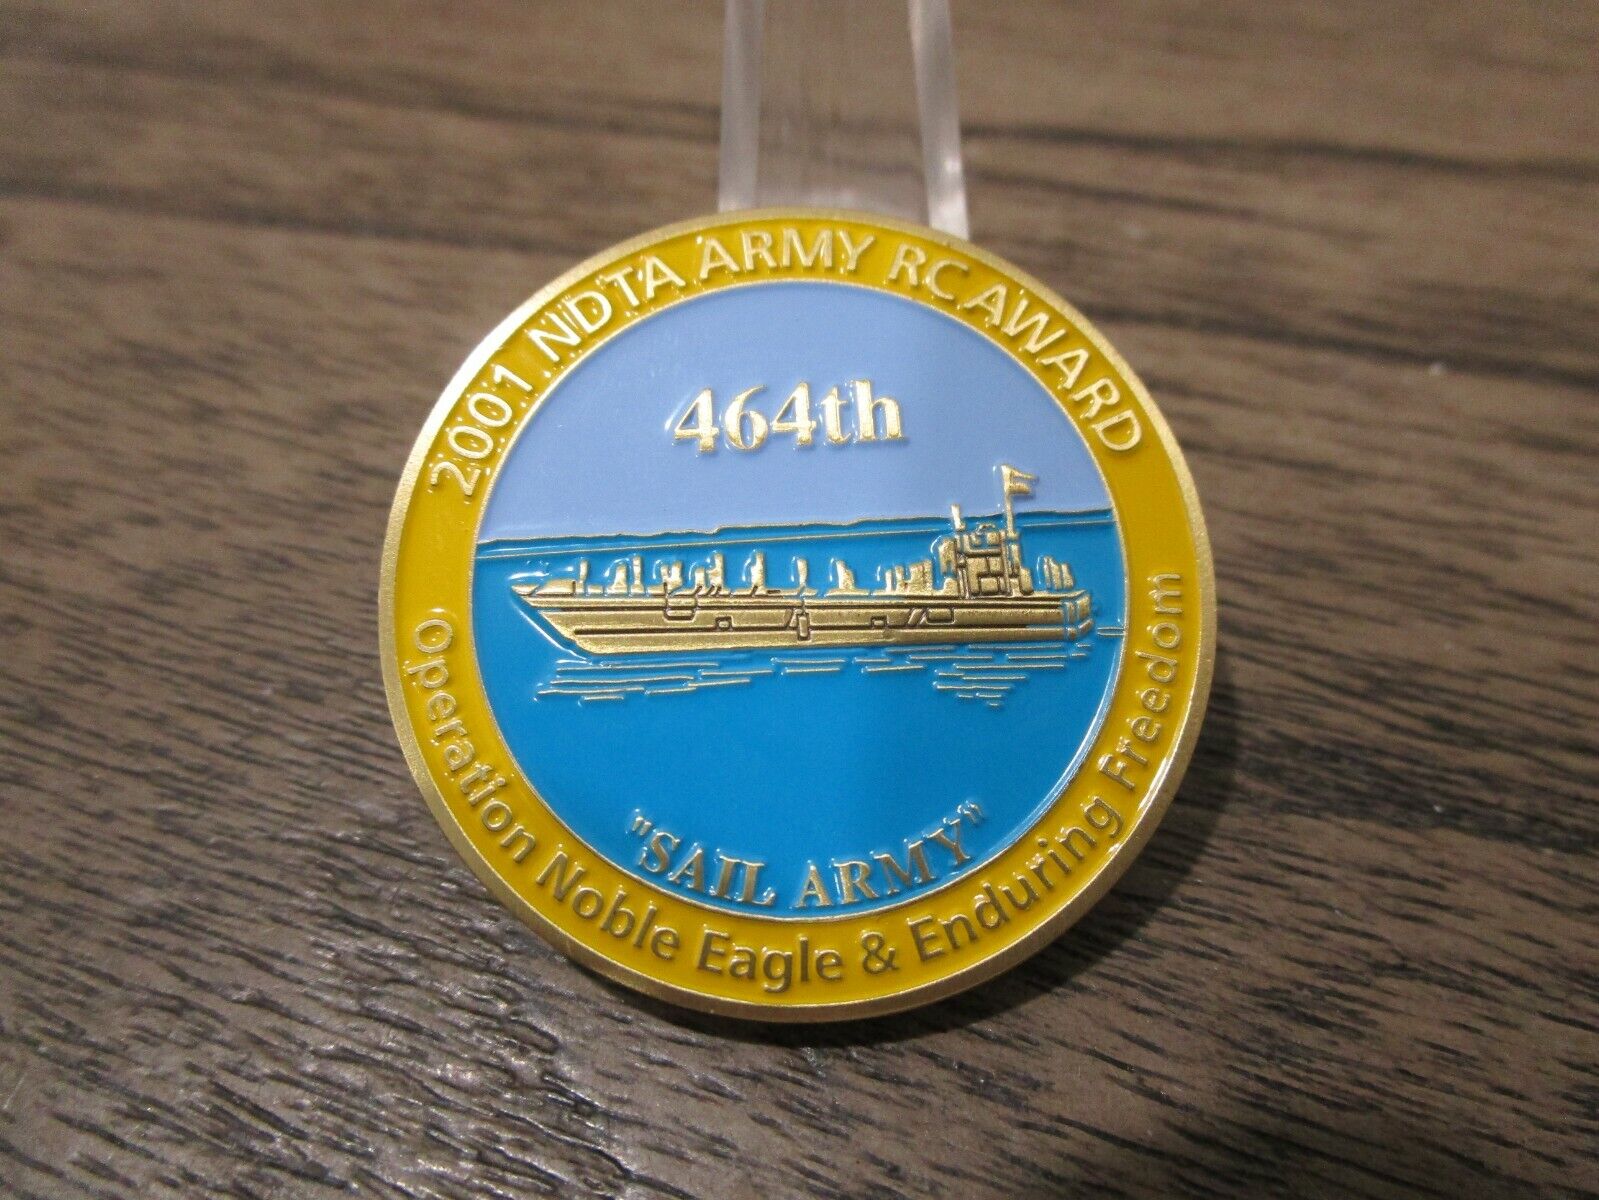 2001 NDTA ARMY RC AWARD
464th
"SAIL ARMY"
Operation Noble Eagle & Enduring Freedom